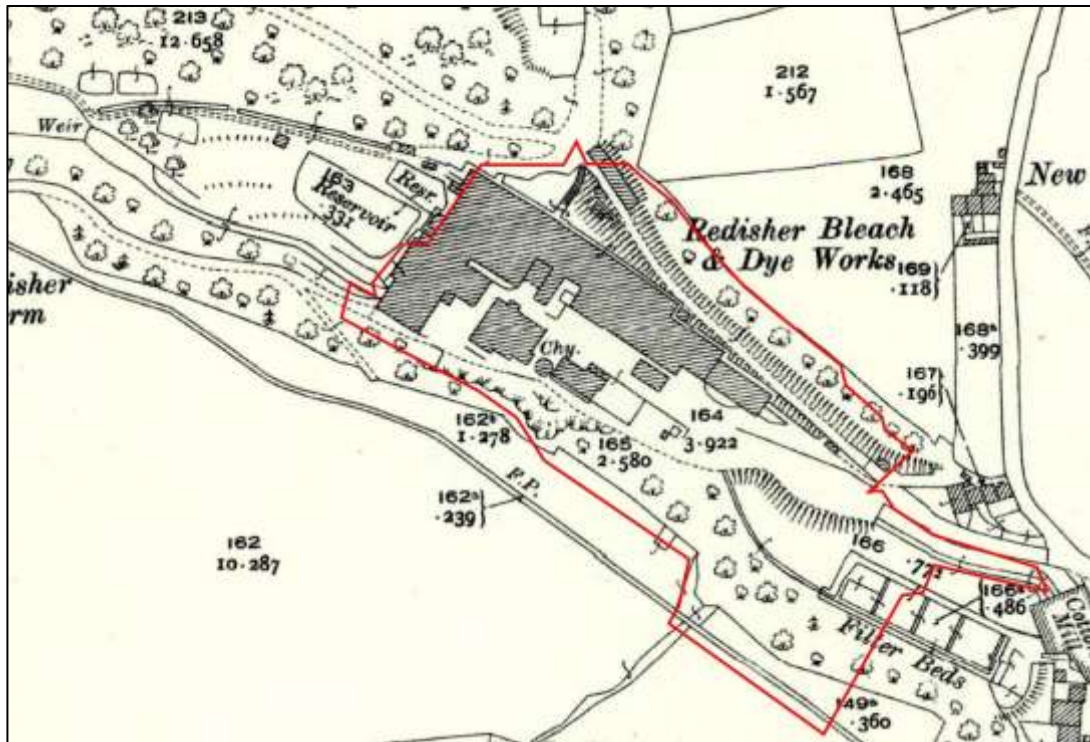 213
12.658
212
1.567
Weir
163
Reservoir
.331
Resr.
168
2.465
New
Redisher Bleach
& Dye Works
169
.118
isher
rm
168a
.399
Chy.
167
.196
162b
1.278
164
3.922
165
2.580
F.P.
162a
.239
162
10.287
166
.772
166a
.486
Filter Beds
Mill
149a
.360